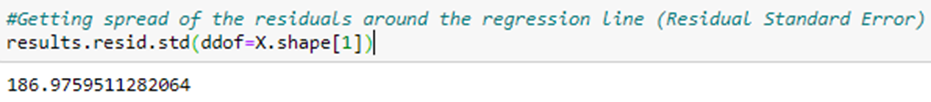 #Getting spread of the residuals around the regression line (Residual Standard Error)
results.resid.std(ddof=X.shape[1])
186.9759511282064